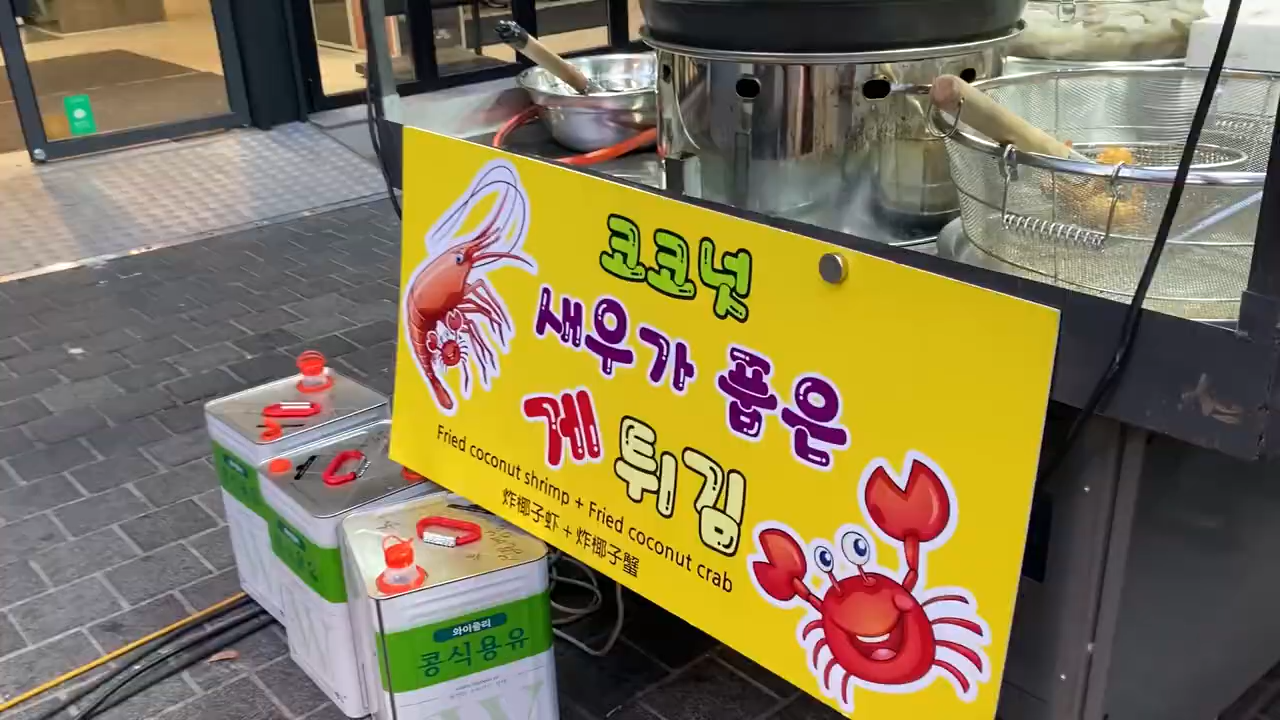 코코넛
새우가 품은
게 튀김
Fried coconut shrimp + Fried coconut crab
炸椰子虾 + 炸椰子蟹
와이즐리
콩식용유